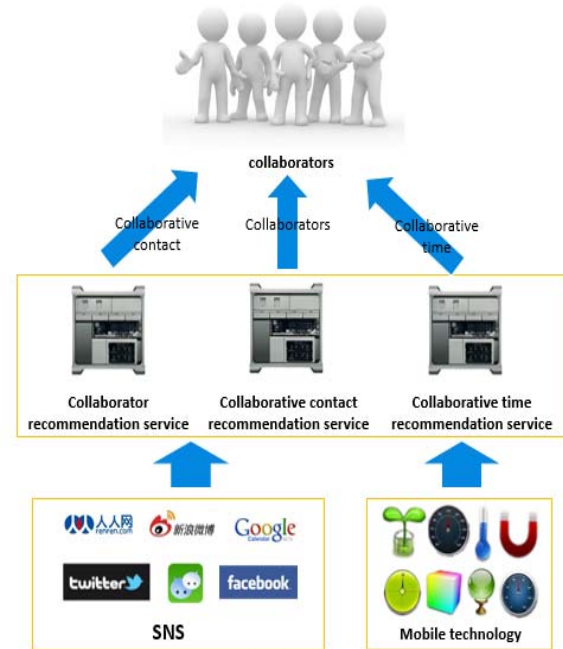 collaborators
Collaborative
contact
Collaborators
Collaborative
time
Collaborator
recommendation service
Collaborative contact
recommendation service
Collaborative time
recommendation service
人人网
renren.com
新浪微博
Google
Calendar
twitter
facebook
SNS
Mobile technology